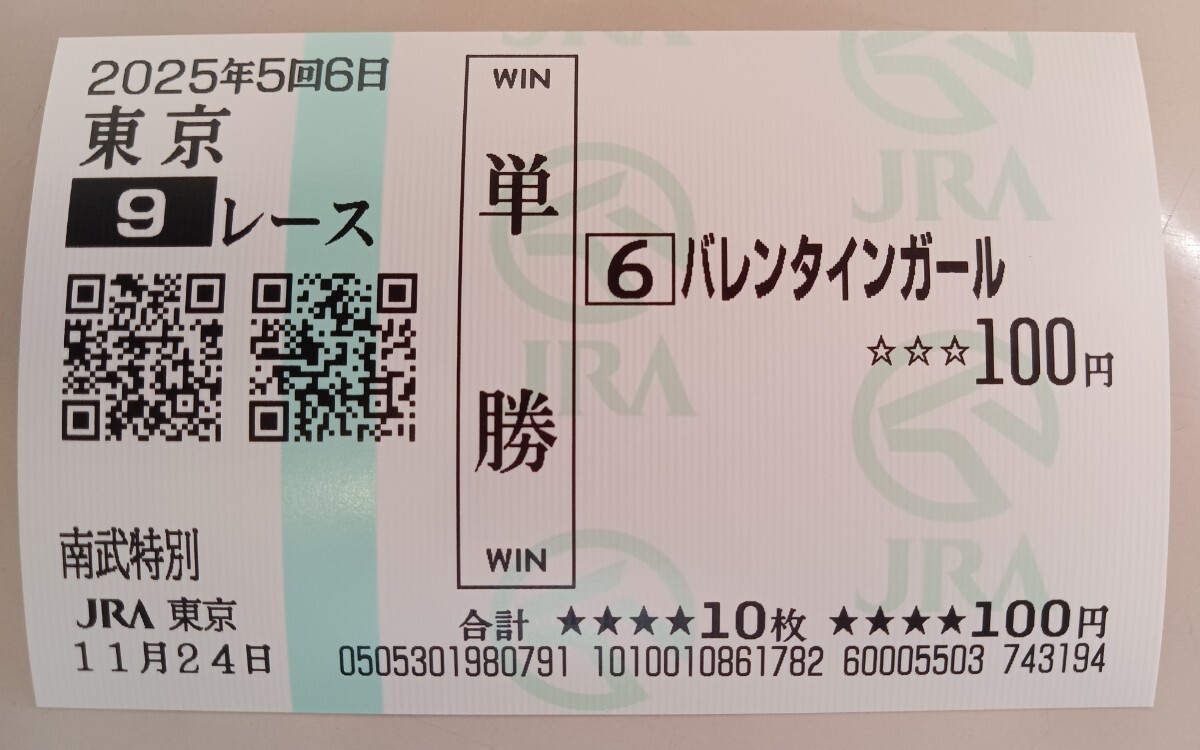 2025年5回6日
東京
9レース
南武特別
JRA 東京
11月24日
WIN
単勝
WIN
6 バレンタインガール
☆☆☆100円
合計 ★★★★10枚 ★★★★100円
0505301980791 1010010861782 60005503 743194
JRA
JRA
JRA
JRA